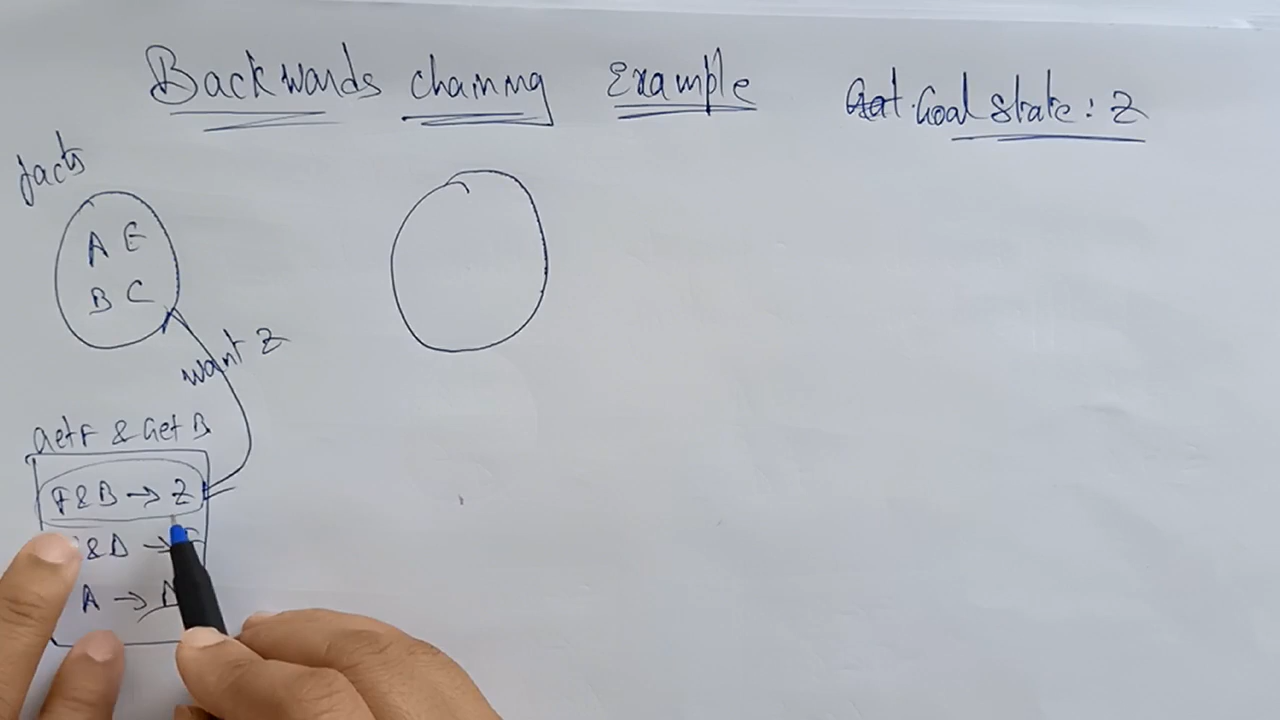 Backwards chaining Example
Goal state : Z
facts
A E
B C
want Z
Get F & Get B
F & B → Z
& D →
A → D